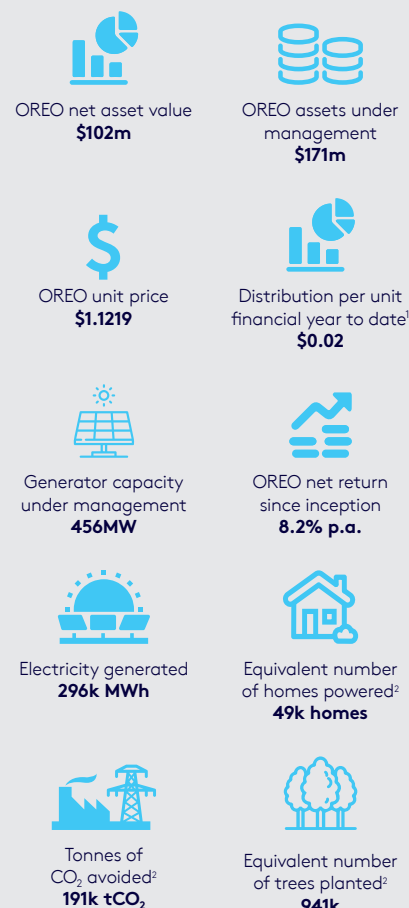 OREO net asset value
$102m
OREO assets under
management
$171m
$
OREO unit price
$1.1219
Distribution per unit
financial year to date¹
$0.02
Generator capacity
under management
456MW
OREO net return
since inception
8.2% p.a.
Electricity generated
296k MWh
Equivalent number
of homes powered²
49k homes
Tonnes of
CO₂ avoided²
191k tCO₂
Equivalent number
of trees planted²
941k